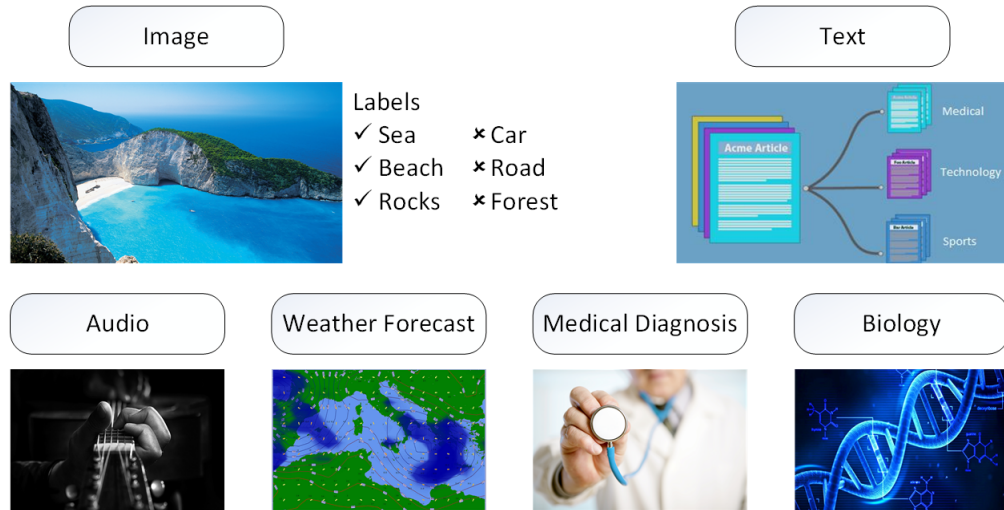 Image
Text
Labels
✓ Sea
✗ Car
✓ Beach
✗ Road
✓ Rocks
✗ Forest
Acme Article
Medical
Technology
Sports
Audio
Weather Forecast
Medical Diagnosis
Biology